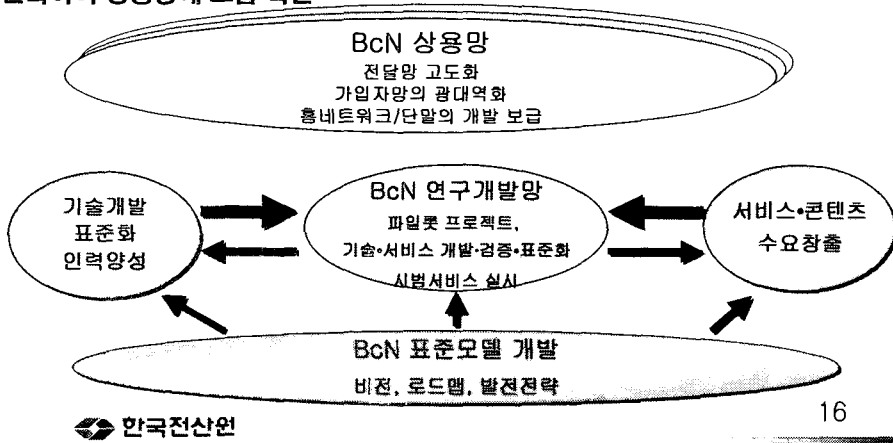 BcN 상용망
전달망 고도화
가입자망의 광대역화
홈네트워크/단말의 개발 보급
기술개발
표준화
인력양성
BcN 연구개발망
파일롯 프로젝트,
기술•서비스 개발•검증•표준화
시범서비스 실시
서비스•콘텐츠
수요창출
BcN 표준모델 개발
비전, 로드맵, 발전전략
한국전산원
16